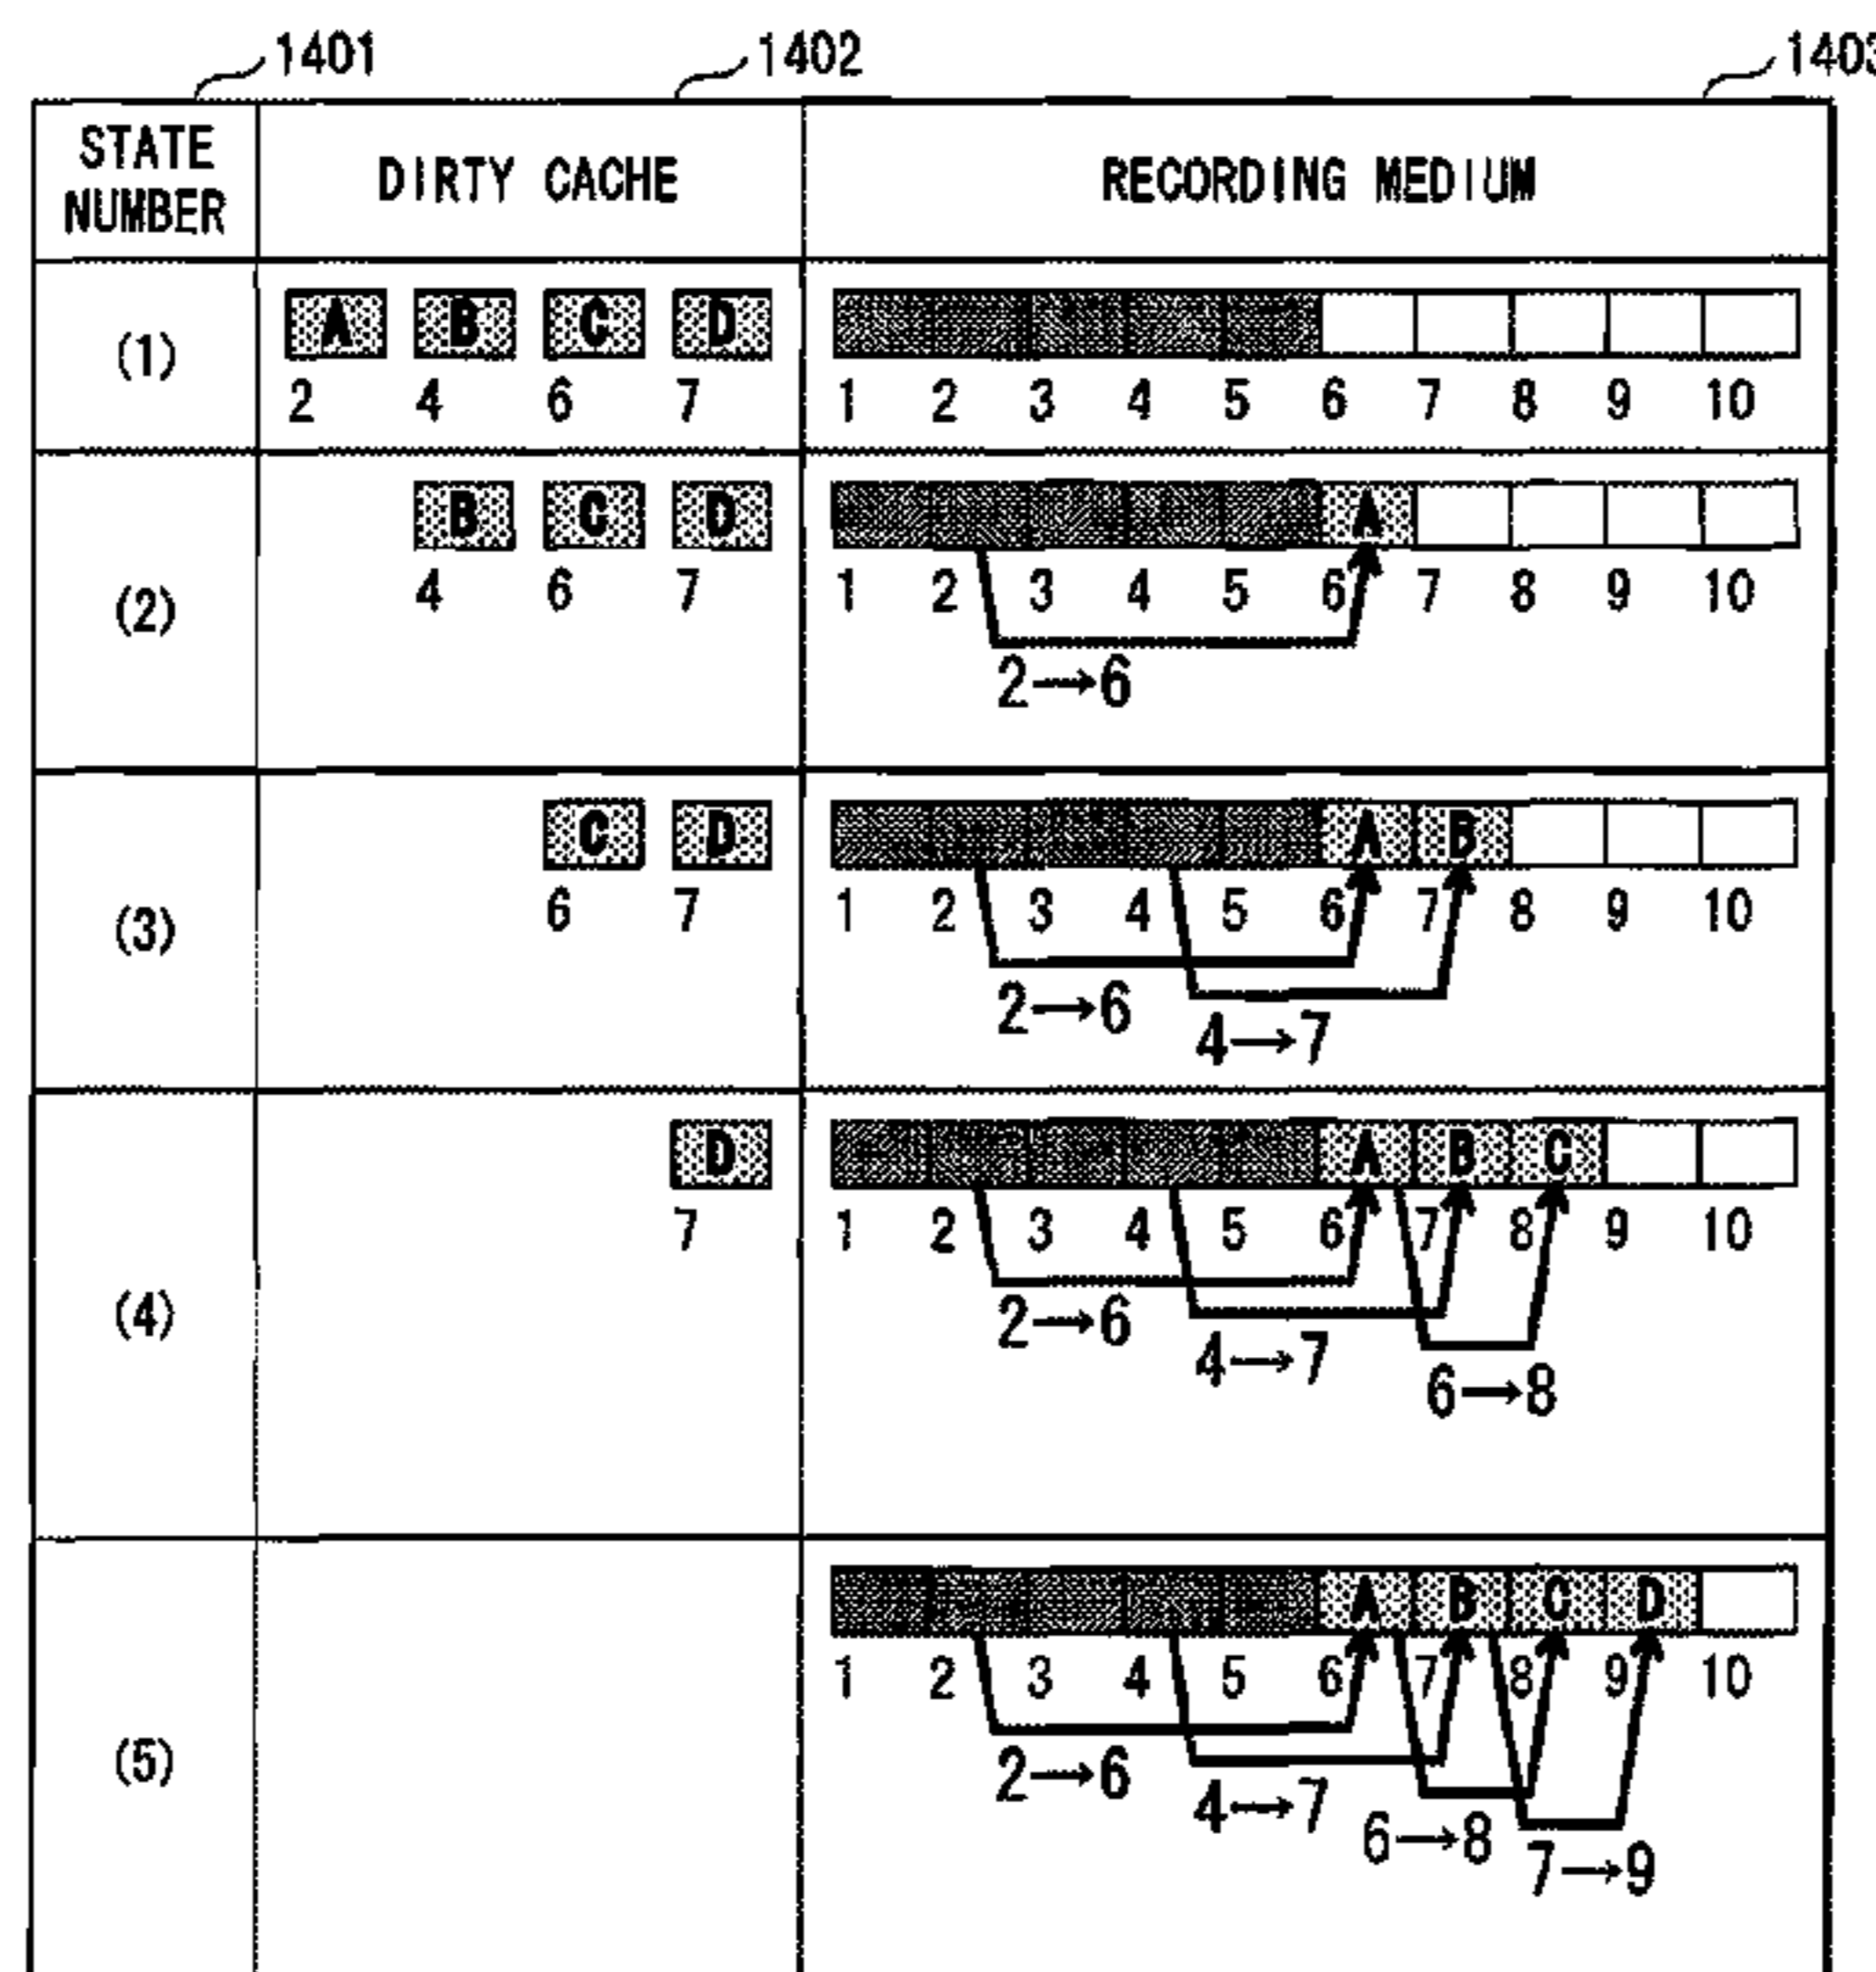 1401 1402 1403
STATE NUMBER DIRTY CACHE RECORDING MEDIUM
(1) A B C D
2 4 6 7 1 2 3 4 5 6 7 8 9 10
(2) B C D A
4 6 7 1 2 3 4 5 6 7 8 9 10
2→6
(3) C D A B
6 7 1 2 3 4 5 6 7 8 9 10
2→6
4→7
(4) D A B C
7 1 2 3 4 5 6 7 8 9 10
2→6
4→7
6→8
(5) A B C D
1 2 3 4 5 6 7 8 9 10
2→6
4→7
6→8
7→9